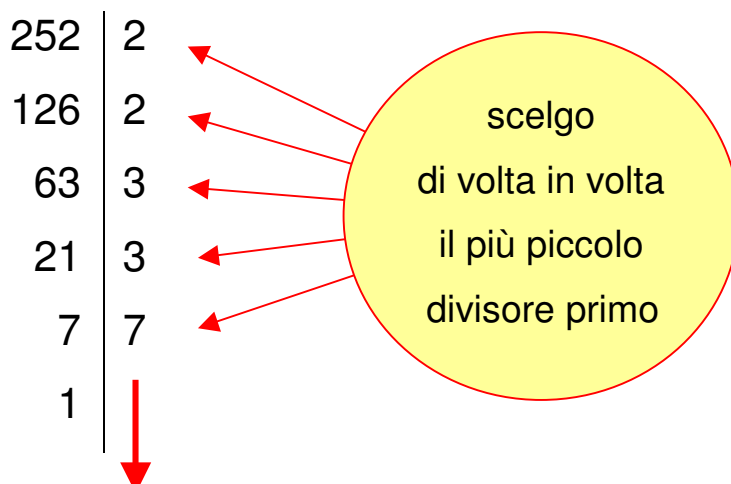 252 2
126 2
63 3
21 3
7 7
1
scelgo
di volta in volta
il più piccolo
divisore primo